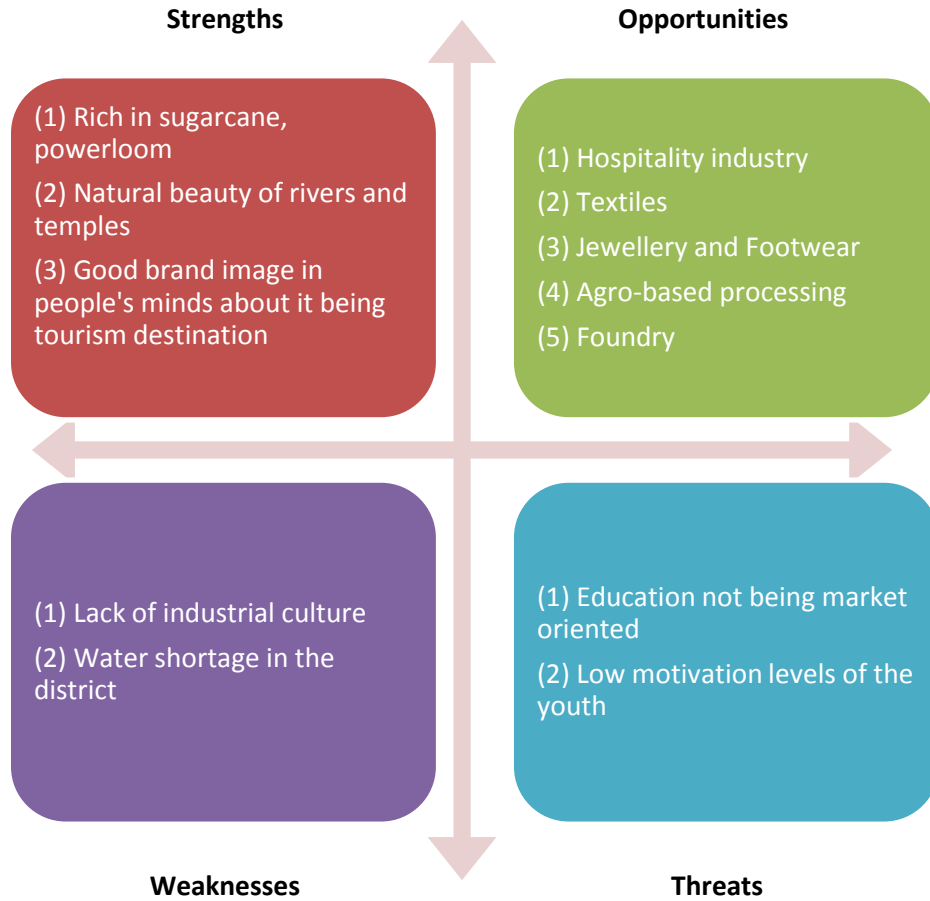 Strengths
(1) Rich in sugarcane,
powerloom
(2) Natural beauty of rivers and
temples
(3) Good brand image in
people's minds about it being
tourism destination
Opportunities
(1) Hospitality industry
(2) Textiles
(3) Jewellery and Footwear
(4) Agro-based processing
(5) Foundry
(1) Lack of industrial culture
(2) Water shortage in the
district
Weaknesses
(1) Education not being market
oriented
(2) Low motivation levels of the
youth
Threats